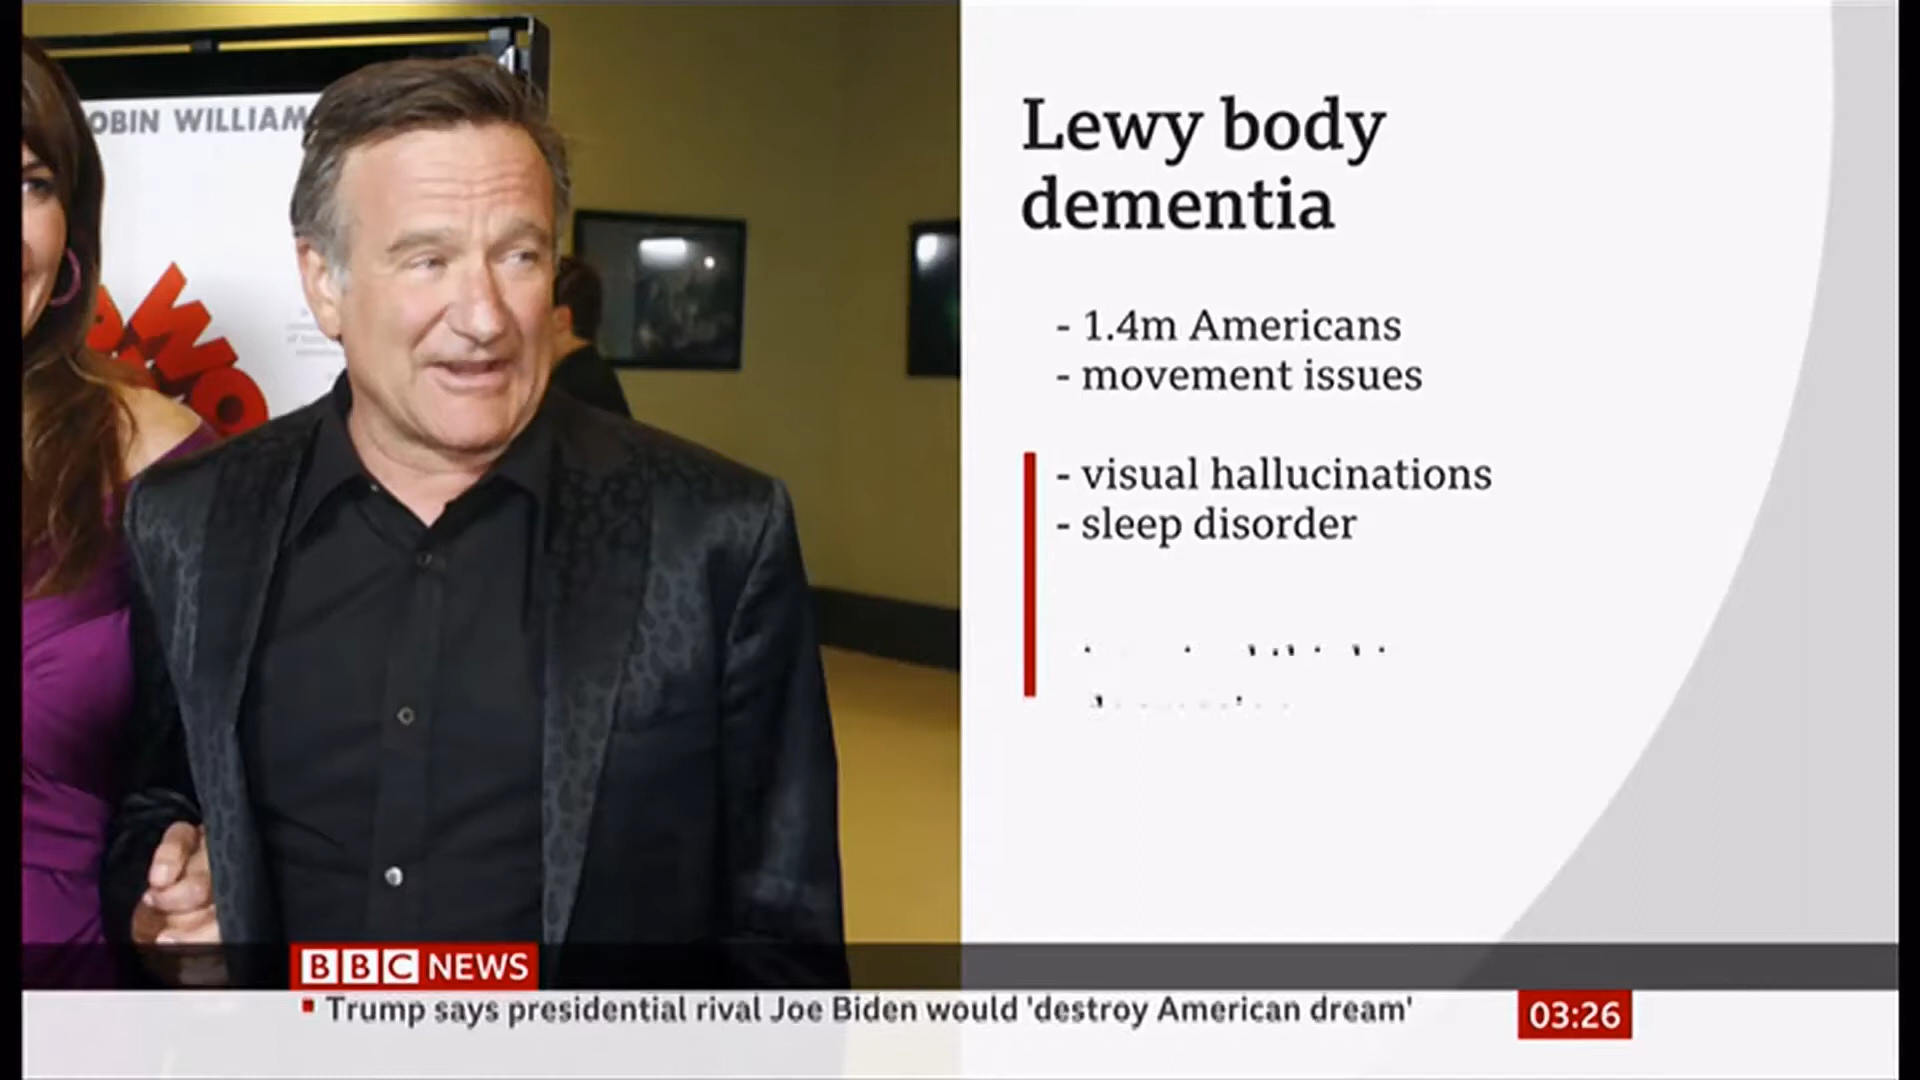 OBIN WILLIAM
Lewy body
dementia
- 1.4m Americans
- movement issues
- visual hallucinations
- sleep disorder
BBC NEWS
Trump says presidential rival Joe Biden would 'destroy American dream'
03:26